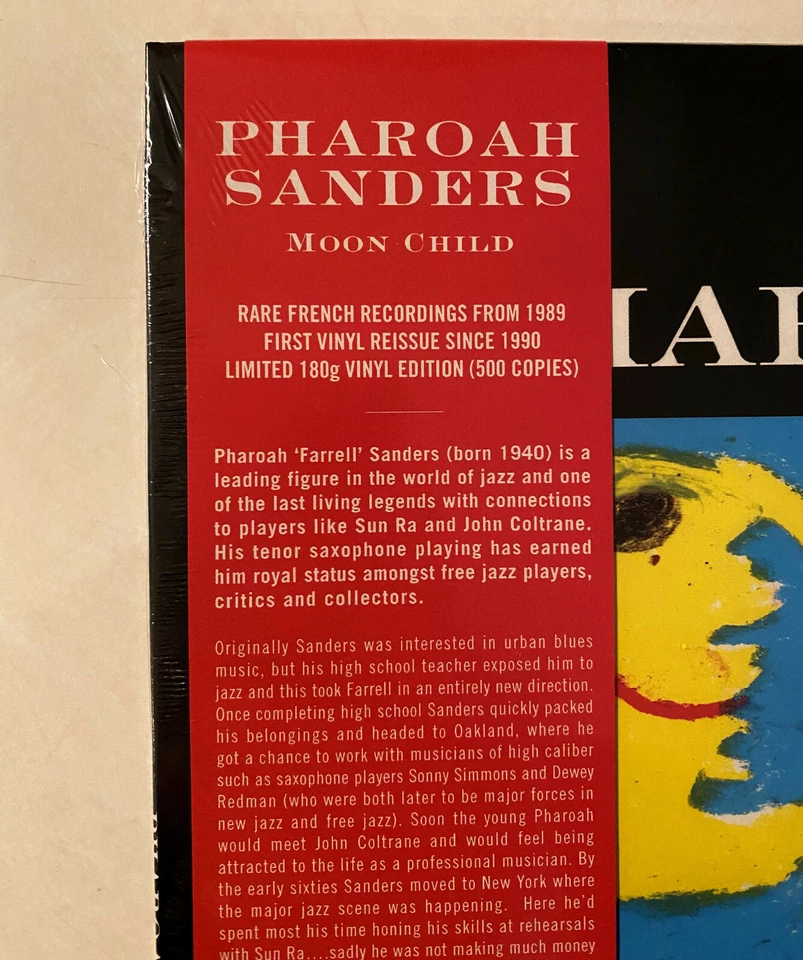 PHAROAH
SANDERS
MOON CHILD
RARE FRENCH RECORDINGS FROM 1989
FIRST VINYL REISSUE SINCE 1990
LIMITED 180g VINYL EDITION (500 COPIES)
Pharoah ‘Farrell’ Sanders (born 1940) is a
leading figure in the world of jazz and one
of the last living legends with connections
to players like Sun Ra and John Coltrane.
His tenor saxophone playing has earned
him royal status amongst free jazz players,
critics and collectors.
Originally Sanders was interested in urban blues
music, but his high school teacher exposed him to
jazz and this took Farrell in an entirely new direction.
Once completing high school Sanders quickly packed
his belongings and headed to Oakland, where he
got a chance to work with musicians of high caliber
such as saxophone players Sonny Simmons and Dewey
Redman (who were both later to be major forces in
new jazz and free jazz). Soon the young Pharoah
would meet John Coltrane and would feel being
attracted to the life as a professional musician. By
the early sixties Sanders moved to New York where
the major jazz scene was happening. Here he’d
spent most his time honing his skills at rehearsals
with Sun Ra....sadly he was not making much money